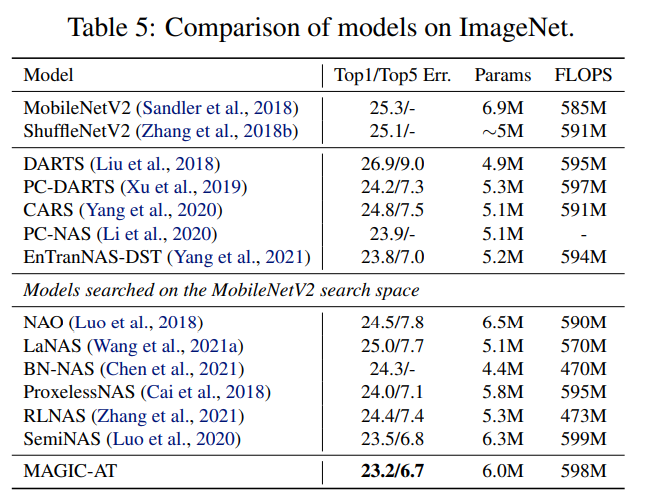 Table 5: Comparison of models on ImageNet.
Model Top1/Top5 Err. Params FLOPS
MobileNetV2 (Sandler et al., 2018) 25.3/- 6.9M 585M
ShuffleNetV2 (Zhang et al., 2018b) 25.1/- ~5M 591M
DARTS (Liu et al., 2018) 26.9/9.0 4.9M 595M
PC-DARTS (Xu et al., 2019) 24.2/7.3 5.3M 597M
CARS (Yang et al., 2020) 24.8/7.5 5.1M 591M
PC-NAS (Li et al., 2020) 23.9/- 5.1M -
EnTranNAS-DST (Yang et al., 2021) 23.8/7.0 5.2M 594M
Models searched on the MobileNetV2 search space
NAO (Luo et al., 2018) 24.5/7.8 6.5M 590M
LaNAS (Wang et al., 2021a) 25.0/7.7 5.1M 570M
BN-NAS (Chen et al., 2021) 24.3/- 4.4M 470M
ProxelessNAS (Cai et al., 2018) 24.0/7.1 5.8M 595M
RLNAS (Zhang et al., 2021) 24.4/7.4 5.3M 473M
SemiNAS (Luo et al., 2020) 23.5/6.8 6.3M 599M
MAGIC-AT 23.2/6.7 6.0M 598M